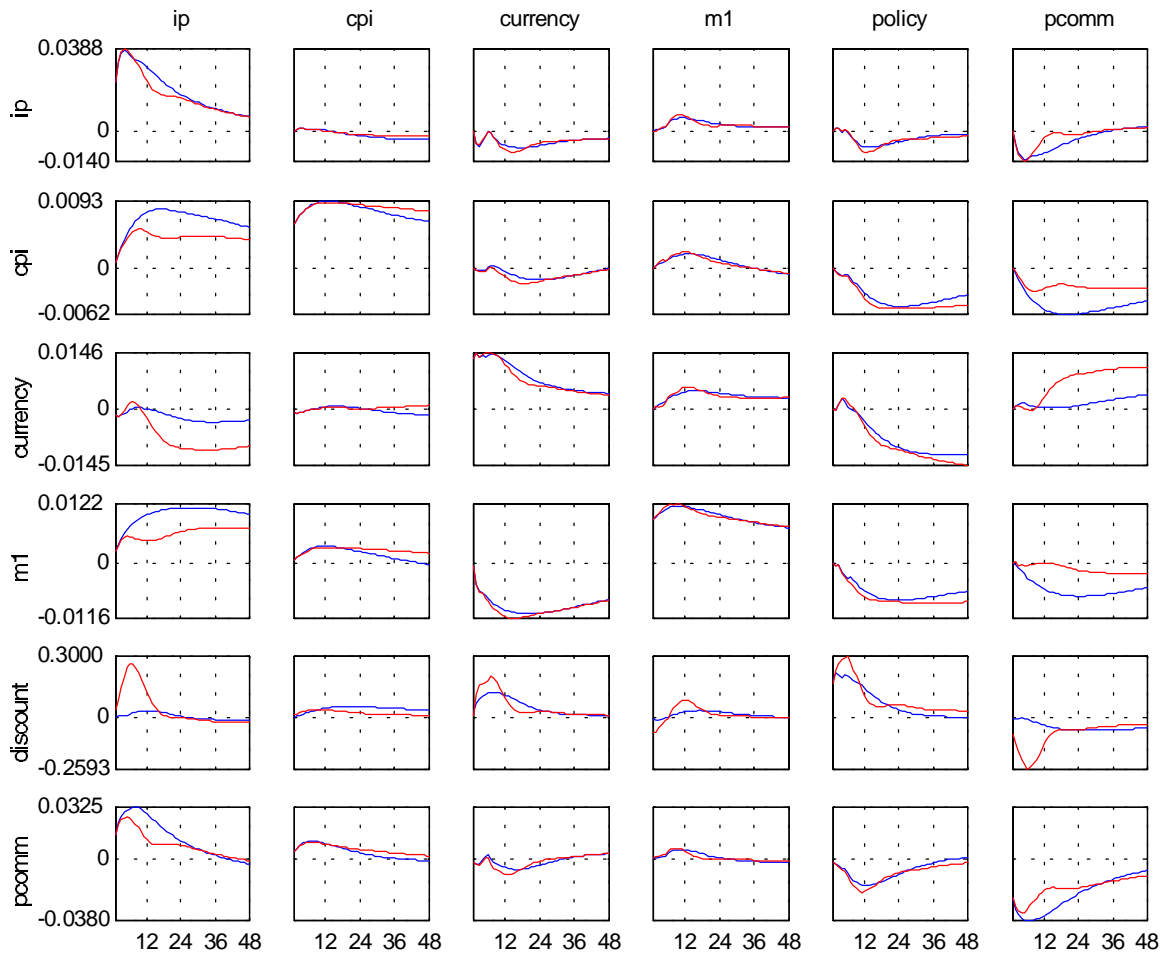 ip cpi currency m1 policy pcomm
0.0388
ip
0
-0.0140
0.0093
cpi
0
-0.0062
0.0146
currency
0
-0.0145
0.0122
m1
0
-0.0116
0.3000
discount
0
-0.2593
0.0325
pcomm
0
-0.0380
12 24 36 48 12 24 36 48 12 24 36 48 12 24 36 48 12 24 36 48 12 24 36 48